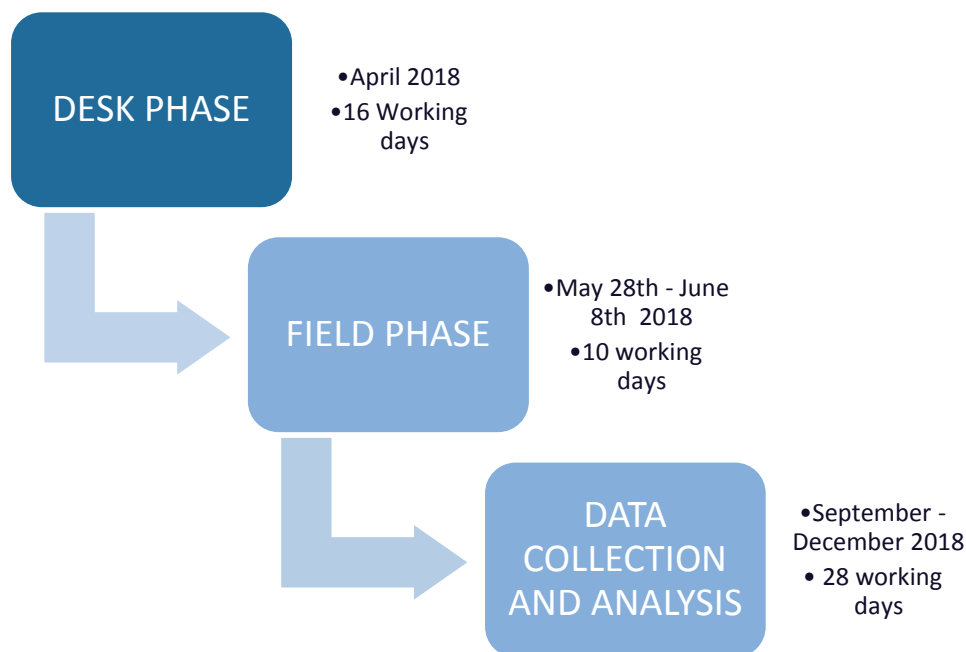 DESK PHASE
•April 2018
•16 Working
days
FIELD PHASE
•May 28th - June
8th  2018
•10 working
days
DATA
COLLECTION
AND ANALYSIS
•September -
December 2018
• 28 working
days